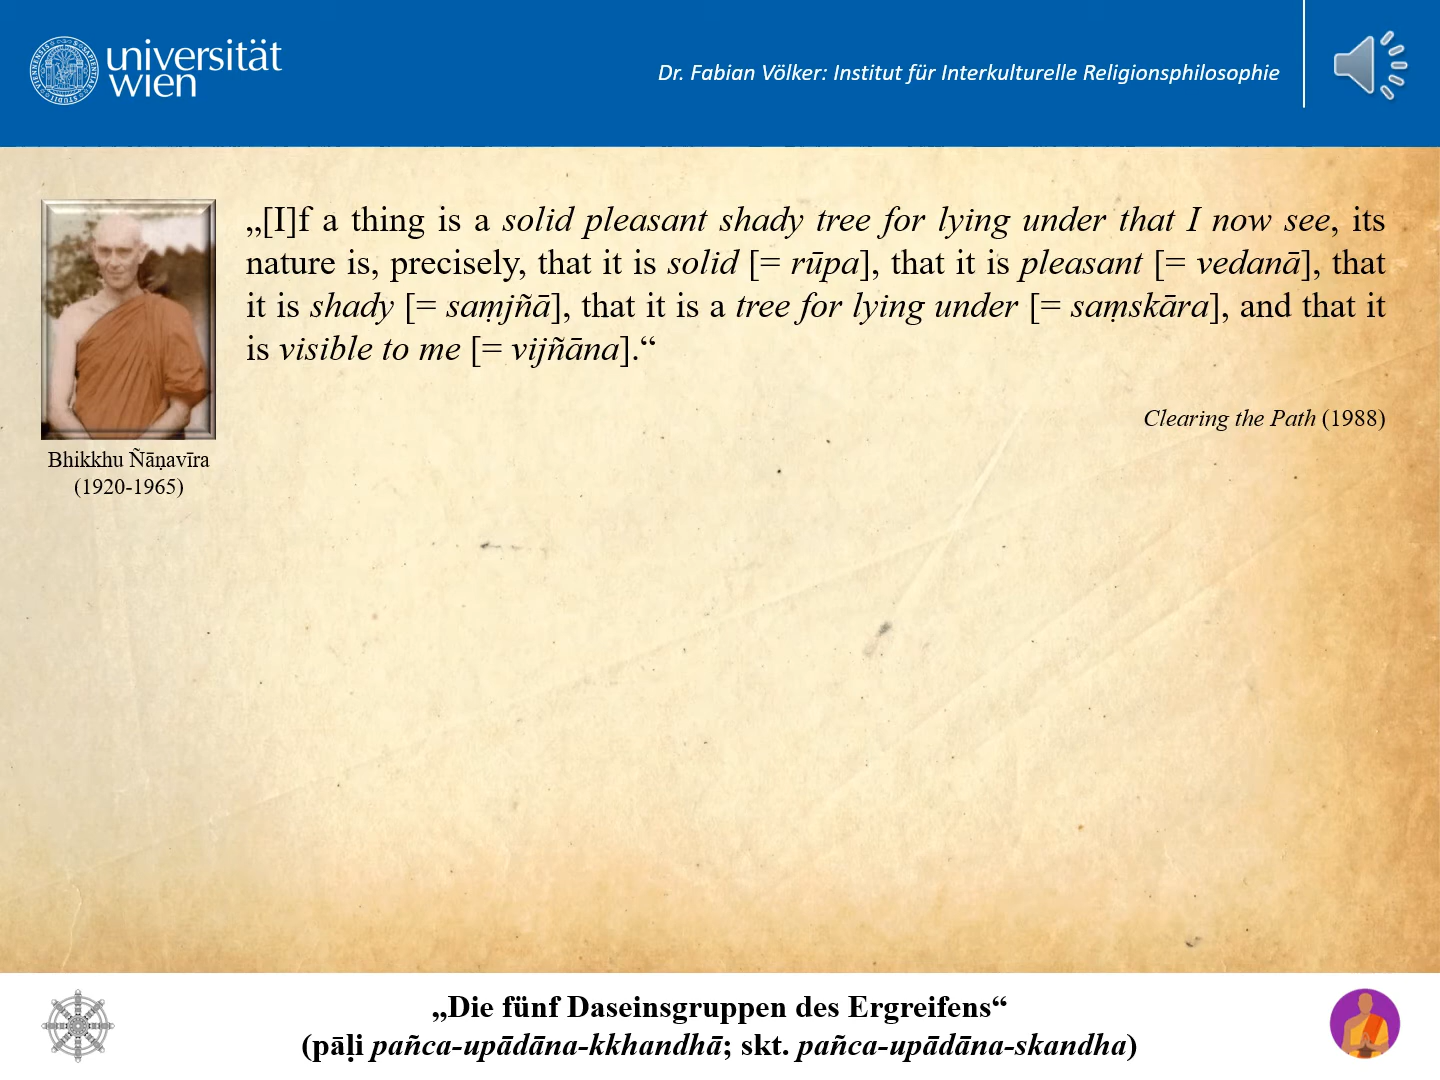 universität
wien
Dr. Fabian Völker: Institut für Interkulturelle Religionsphilosophie
„[I]f a thing is a solid pleasant shady tree for lying under that I now see, its
nature is, precisely, that it is solid [= rūpa], that it is pleasant [= vedanā], that
it is shady [= saṃjñā], that it is a tree for lying under [= saṃskāra], and that it
is visible to me [= vijñāna].“
Clearing the Path (1988)
Bhikkhu Ñāṇavīra
(1920-1965)
„Die fünf Daseinsgruppen des Ergreifens“
(pāḷi pañca-upādāna-kkhandhā; skt. pañca-upādāna-skandha)